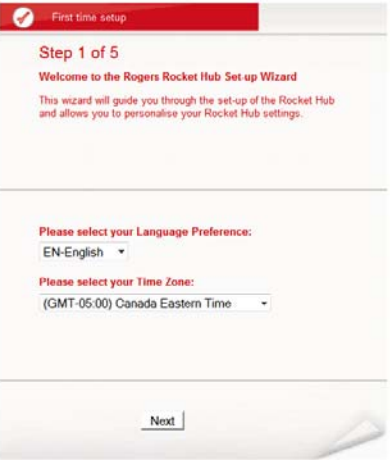 First time setup
Step 1 of 5
Welcome to the Rogers Rocket Hub Set-up Wizard
This wizard will guide you through the set-up of the Rocket Hub
and allows you to personalise your Rocket Hub settings.
Please select your Language Preference:
EN-English
Please select your Time Zone:
(GMT-05:00) Canada Eastern Time
Next